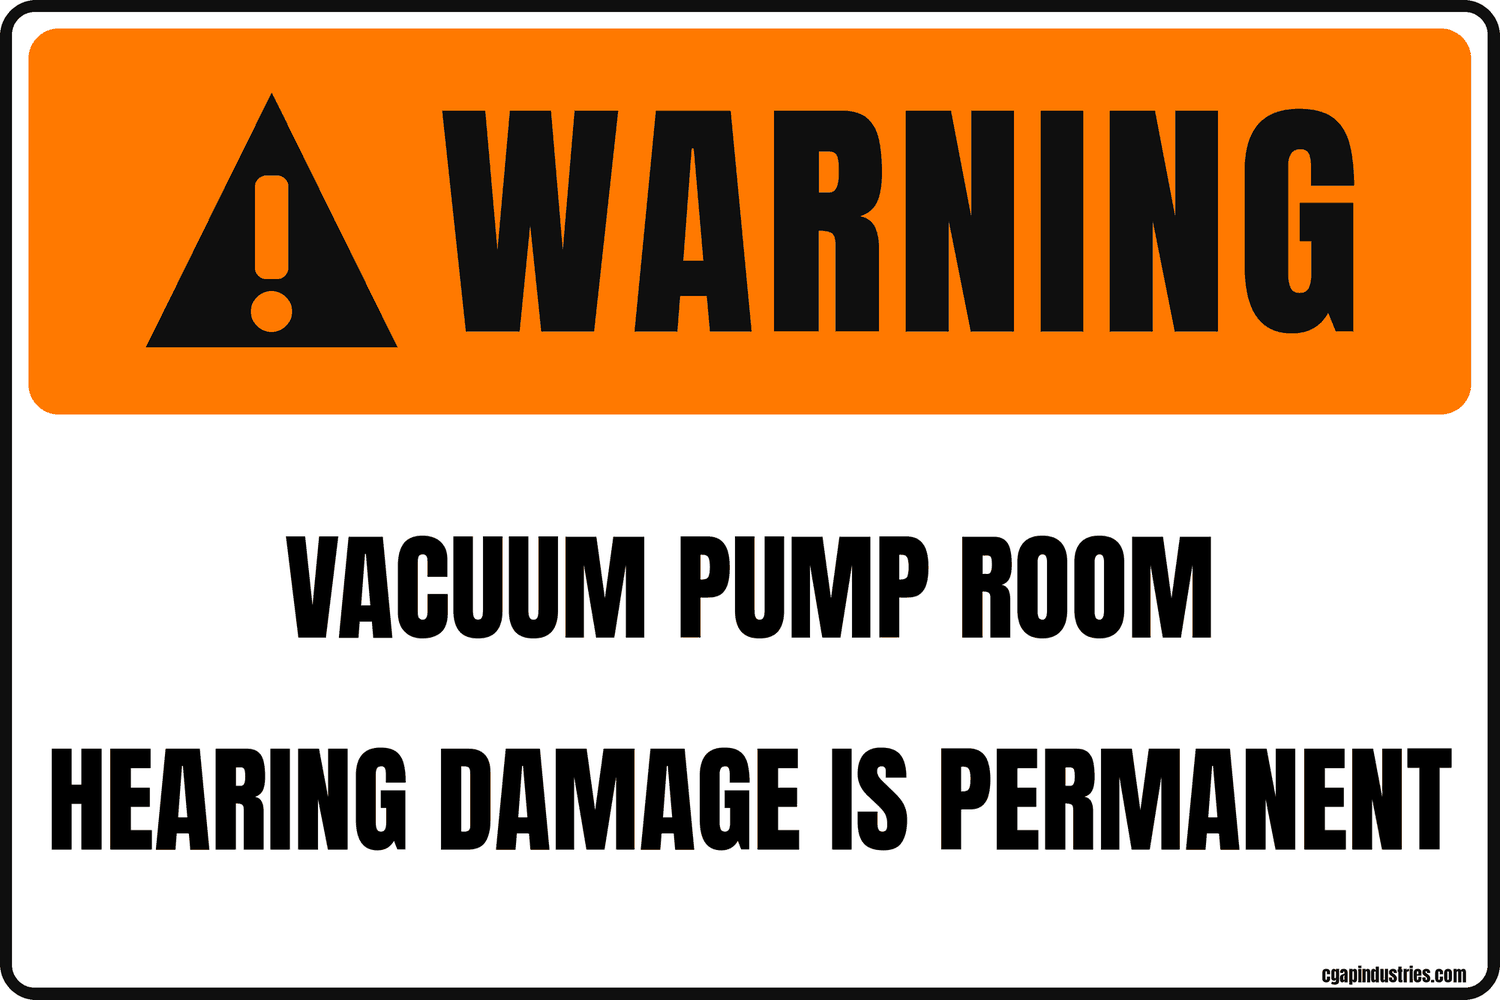 WARNING
VACUUM PUMP ROOM
HEARING DAMAGE IS PERMANENT
cgapindustries.com